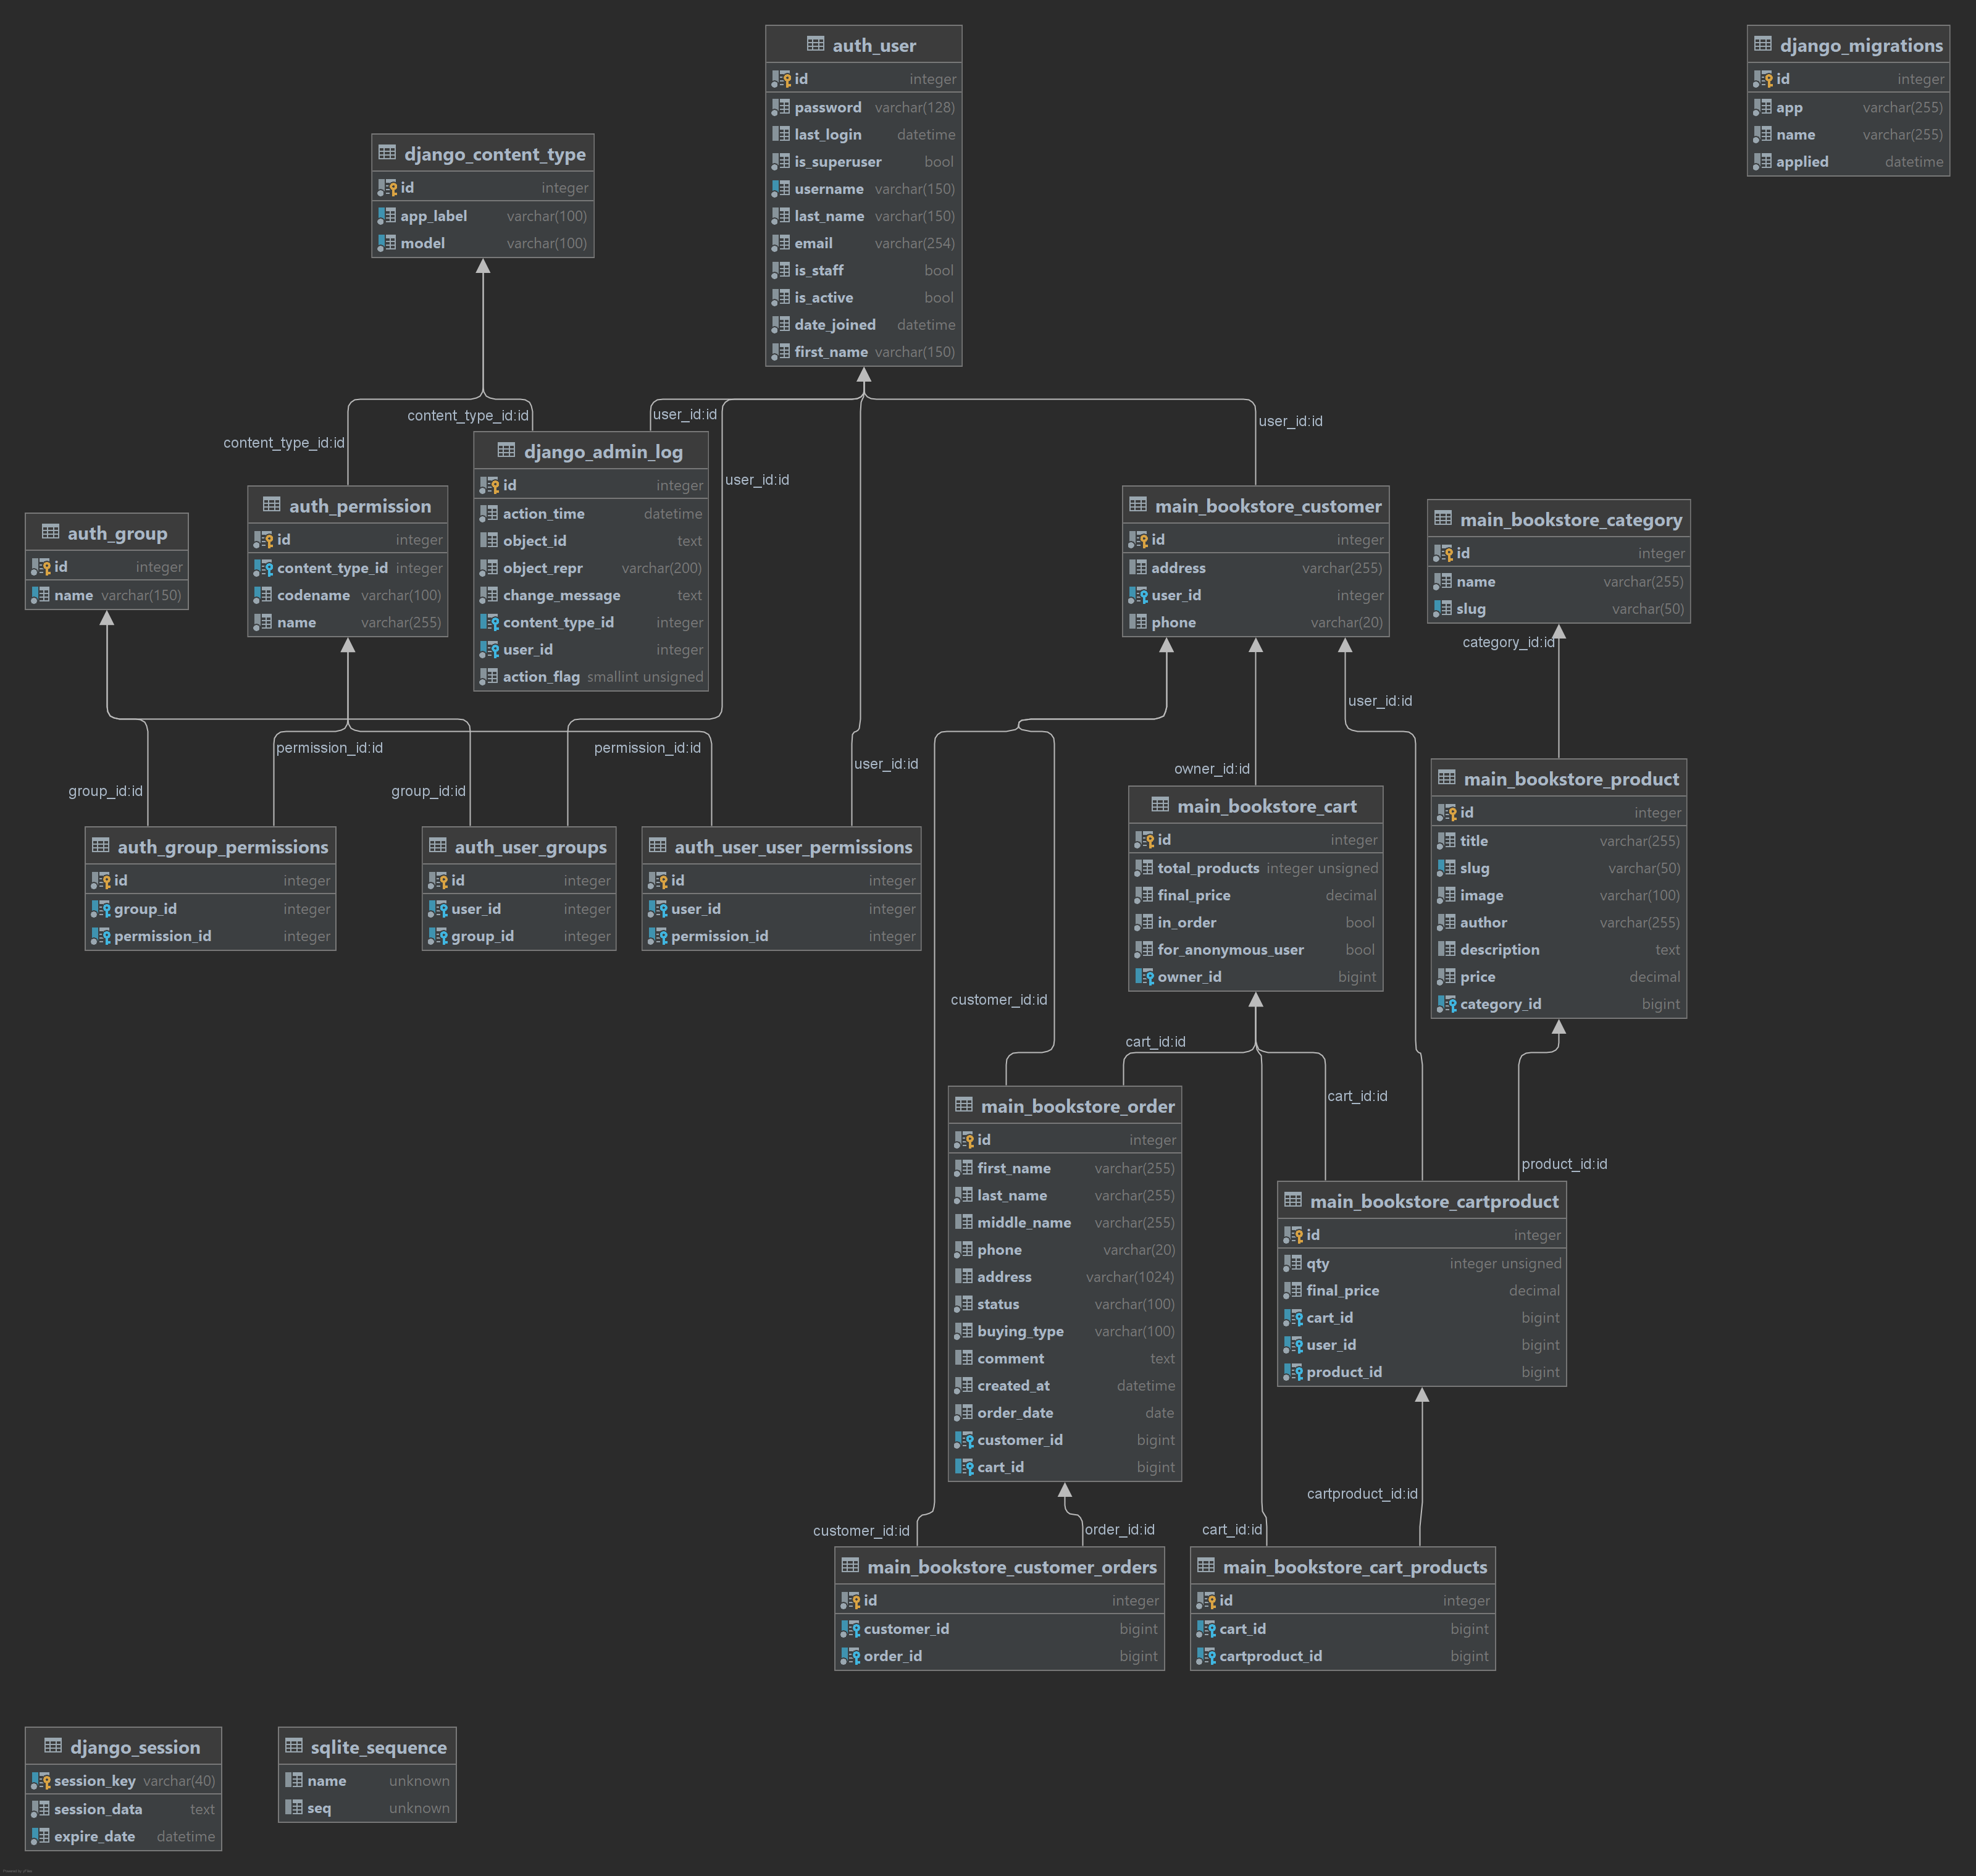 auth_user
id integer
password varchar(128)
last_login datetime
is_superuser bool
username varchar(150)
last_name varchar(150)
email varchar(254)
is_staff bool
is_active bool
date_joined datetime
first_name varchar(150)
django_migrations
id integer
app varchar(255)
name varchar(255)
applied datetime
django_content_type
id integer
app_label varchar(100)
model varchar(100)
content_type_id:id
content_type_id:id
user_id:id
user_id:id
user_id:id
django_admin_log
id integer
action_time datetime
object_id text
object_repr varchar(200)
change_message text
content_type_id integer
user_id integer
action_flag smallint unsigned
auth_permission
id integer
content_type_id integer
codename varchar(100)
name varchar(255)
auth_group
id integer
name varchar(150)
main_bookstore_customer
id integer
address varchar(255)
user_id integer
phone varchar(20)
main_bookstore_category
id integer
name varchar(255)
slug varchar(50)
category_id:id
user_id:id
permission_id:id
permission_id:id
user_id:id
owner_id:id
group_id:id
group_id:id
main_bookstore_product
id integer
title varchar(255)
slug varchar(50)
image varchar(100)
author varchar(255)
description text
price decimal
category_id bigint
main_bookstore_cart
id integer
total_products integer unsigned
final_price decimal
in_order bool
for_anonymous_user bool
owner_id bigint
auth_group_permissions
id integer
group_id integer
permission_id integer
auth_user_groups
id integer
user_id integer
group_id integer
auth_user_user_permissions
id integer
user_id integer
permission_id integer
customer_id:id
cart_id:id
cart_id:id
product_id:id
main_bookstore_order
id integer
first_name varchar(255)
last_name varchar(255)
middle_name varchar(255)
phone varchar(20)
address varchar(1024)
status varchar(100)
buying_type varchar(100)
comment text
created_at datetime
order_date date
customer_id bigint
cart_id bigint
main_bookstore_cartproduct
id integer
qty integer unsigned
final_price decimal
cart_id bigint
user_id bigint
product_id bigint
cartproduct_id:id
customer_id:id
order_id:id
cart_id:id
main_bookstore_customer_orders
id integer
customer_id bigint
order_id bigint
main_bookstore_cart_products
id integer
cart_id bigint
cartproduct_id bigint
django_session
session_key varchar(40)
session_data text
expire_date datetime
sqlite_sequence
name unknown
seq unknown